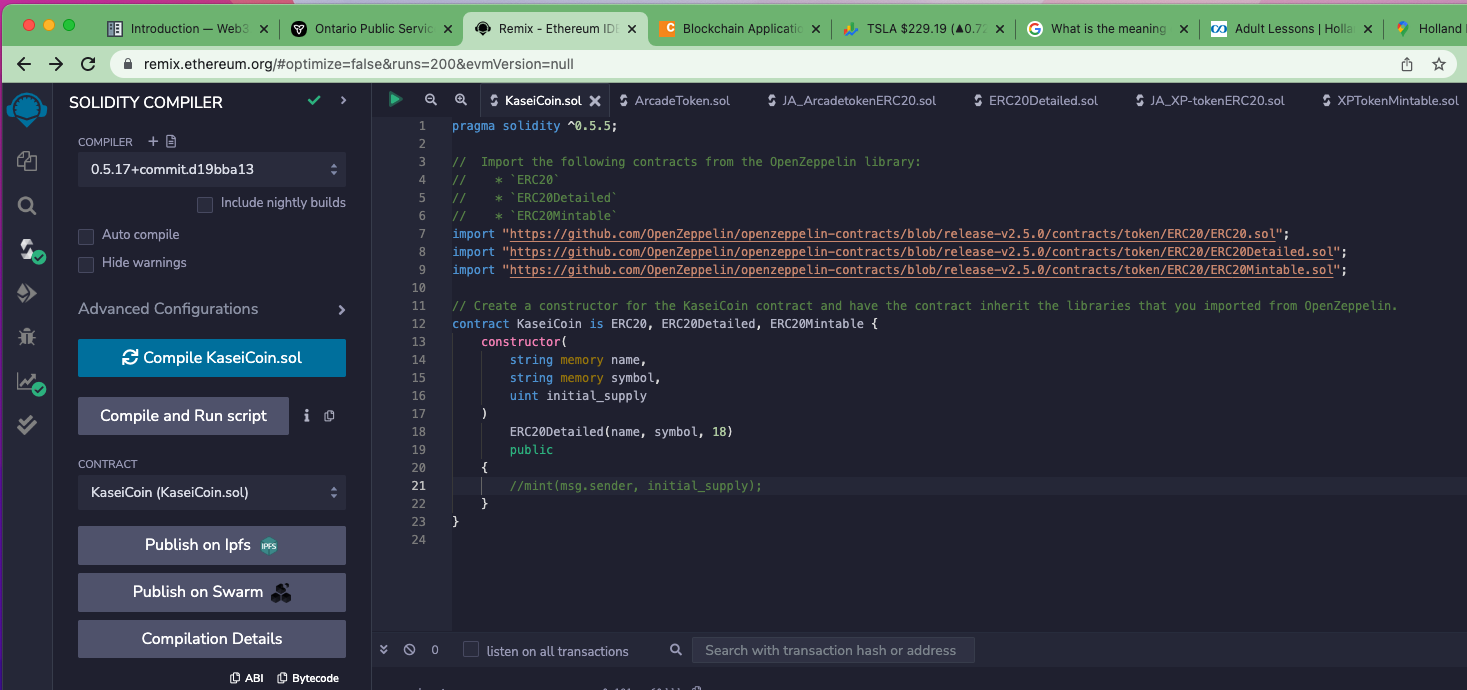 Introduction — Web3
Ontario Public Servic
Remix - Ethereum IDE
Blockchain Applicatio
TSLA $229.19 (▲0.72
What is the meaning
Adult Lessons | Holla
Holland
remix.ethereum.org/#optimize=false&runs=200&evmVersion=null
SOLIDITY COMPILER
COMPILER
0.5.17+commit.d19bba13
Include nightly builds
Auto compile
Hide warnings
Advanced Configurations
Compile KaseiCoin.sol
Compile and Run script
CONTRACT
KaseiCoin (KaseiCoin.sol)
Publish on Ipfs IPFS
Publish on Swarm
Compilation Details
ABI Bytecode
KaseiCoin.sol
ArcadeToken.sol
JA_ArcadetokenERC20.sol
ERC20Detailed.sol
JA_XP-tokenERC20.sol
XPTokenMintable.sol
1 pragma solidity ^0.5.5;
2
3 //  Import the following contracts from the OpenZeppelin library:
4 //    * `ERC20`
5 //    * `ERC20Detailed`
6 //    * `ERC20Mintable`
7 import "https://github.com/OpenZeppelin/openzeppelin-contracts/blob/release-v2.5.0/contracts/token/ERC20/ERC20.sol";
8 import "https://github.com/OpenZeppelin/openzeppelin-contracts/blob/release-v2.5.0/contracts/token/ERC20/ERC20Detailed.sol";
9 import "https://github.com/OpenZeppelin/openzeppelin-contracts/blob/release-v2.5.0/contracts/token/ERC20/ERC20Mintable.sol";
10
11 // Create a constructor for the KaseiCoin contract and have the contract inherit the libraries that you imported from OpenZeppelin.
12 contract KaseiCoin is ERC20, ERC20Detailed, ERC20Mintable {
13     constructor(
14         string memory name,
15         string memory symbol,
16         uint initial_supply
17     )
18         ERC20Detailed(name, symbol, 18)
19         public
20     {
21         //mint(msg.sender, initial_supply);
22     }
23 }
24
0
listen on all transactions
Search with transaction hash or address